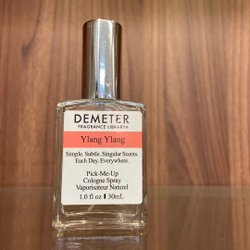 DEMETER
FRAGRANCE LIBRARY®
Ylang Ylang
Simple. Subtle. Singular Scents.
Each Day. Everywhere.
Pick-Me-Up
Cologne Spray
Vaporisateur Naturel
1.0 fl oz ▮ 30mL